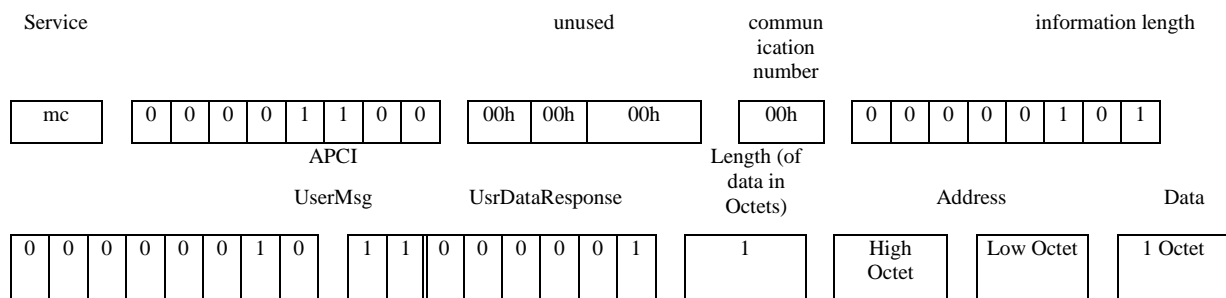 Service unused commun information length
ication
number
mc 0 0 0 0 1 1 0 0 00h 00h 00h 00h 0 0 0 0 0 1 0 1
APCI Length (of
data in
UserMsg UsrDataResponse Octets) Address Data
0 0 0 0 0 0 1 0 1 1 0 0 0 0 0 1 1 High Low Octet 1 Octet
Octet